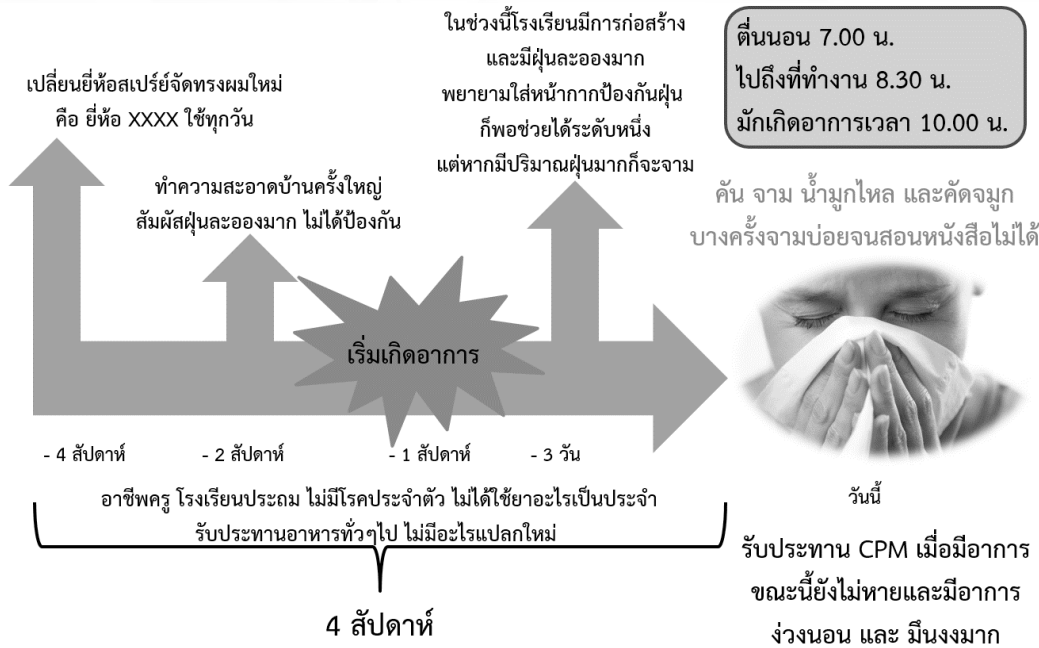 เปลี่ยนยี่ห้อสเปร์ย์จัดทรงผมใหม่
คือ ยี่ห้อ XXXX ใช้ทุกวัน
ทำความสะอาดบ้านครั้งใหญ่
สัมผัสฝุ่นละอองมาก ไม่ได้ป้องกัน
ในช่วงนี้โรงเรียนมีการก่อสร้าง
และมีฝุ่นละอองมาก
พยายามใส่หน้ากากป้องกันฝุ่น
ก็พอช่วยได้ระดับหนึ่ง
แต่หากมีปริมาณฝุ่นมากก็จะจาม
ตื่นนอน 7.00 น.
ไปถึงที่ทำงาน 8.30 น.
มักเกิดอาการเวลา 10.00 น.
คัน จาม น้ำมูกไหล และคัดจมูก
บางครั้งจามบ่อยจนสอนหนังสือไม่ได้
เริ่มเกิดอาการ
- 4 สัปดาห์
- 2 สัปดาห์
- 1 สัปดาห์
- 3 วัน
วันนี้
อาชีพครู โรงเรียนประถม ไม่มีโรคประจำตัว ไม่ได้ใช้ยาอะไรเป็นประจำ
รับประทานอาหารทั่วๆไป ไม่มีอะไรแปลกใหม่
4 สัปดาห์
รับประทาน CPM เมื่อมีอาการ
ขณะนี้ยังไม่หายและมีอาการ
ง่วงนอน และ มึนงงมาก